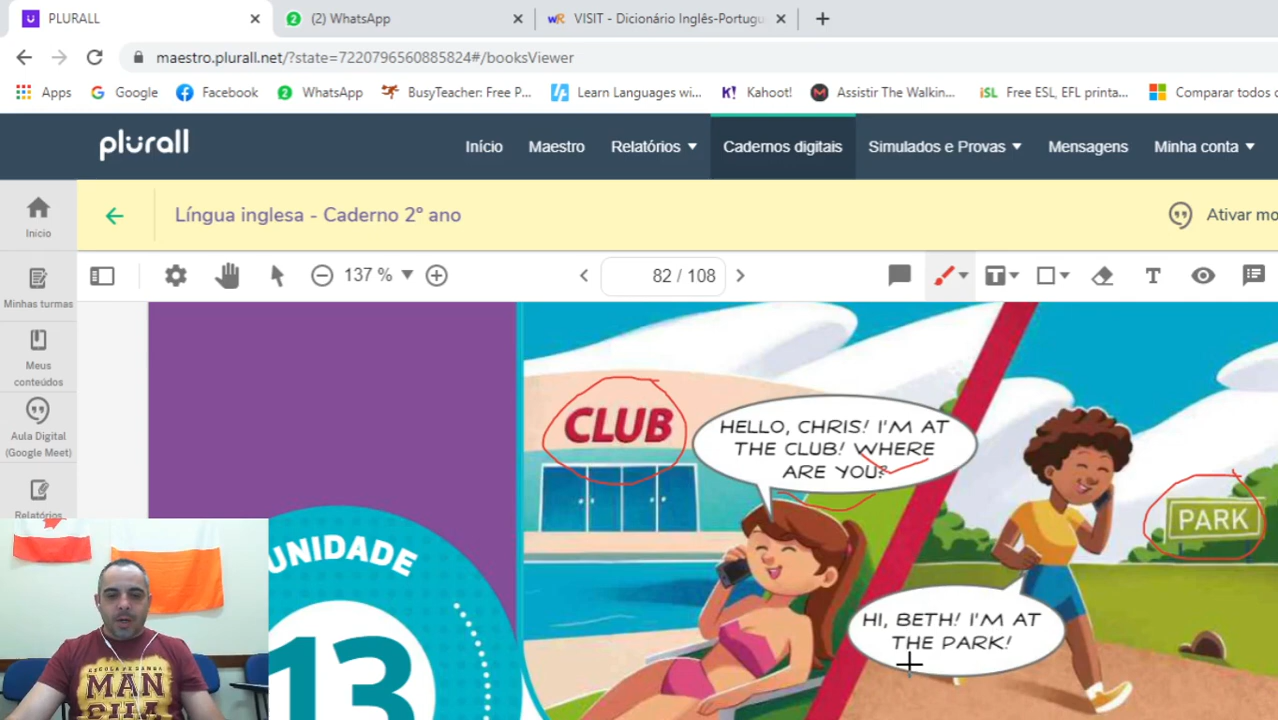 PLURALL
(2) WhatsApp
VISIT - Dicionário Inglês-Portugu
maestro.plurall.net/?state=7220796560885824#/booksViewer
Apps
Google
Facebook
WhatsApp
BusyTeacher: Free P...
Learn Languages wi...
Kahoot!
Assistir The Walkin...
Free ESL, EFL printa...
Comparar todos o
plurall
Início
Maestro
Relatórios
Cadernos digitais
Simulados e Provas
Mensagens
Minha conta
Inicio
Língua inglesa - Caderno 2º ano
Ativar mo
Minhas turmas
137 %
82 / 108
Meus
conteúdos
Aula Digital
(Google Meet)
Relatórios
CLUB
HELLO, CHRIS! I'M AT
THE CLUB! WHERE
ARE YOU?
PARK
HI, BETH! I'M AT
THE PARK!
UNIDADE
13
MAN